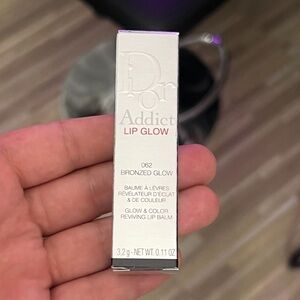 Dior
Addict
LIP GLOW
062
BRONZED GLOW
BAUME À LÈVRES
RÉVÉLATEUR D'ÉCLAT
& DE COULEUR
GLOW & COLOR
REVIVING LIP BALM
3,2 g - NET WT. 0.11 OZ